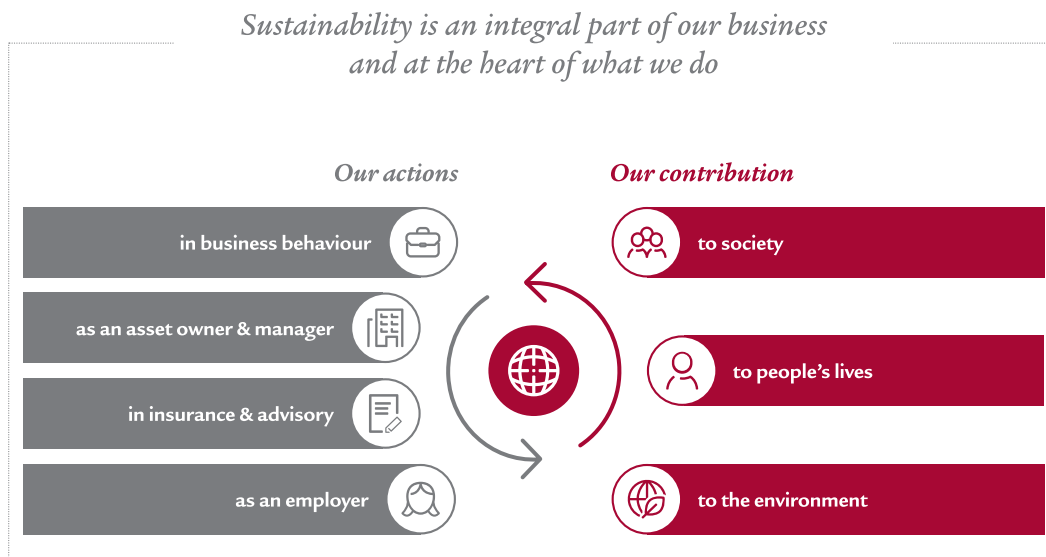 Sustainability is an integral part of our business
and at the heart of what we do
Our actions
in business behaviour
as an asset owner & manager
in insurance & advisory
as an employer
Our contribution
to society
to people’s lives
to the environment